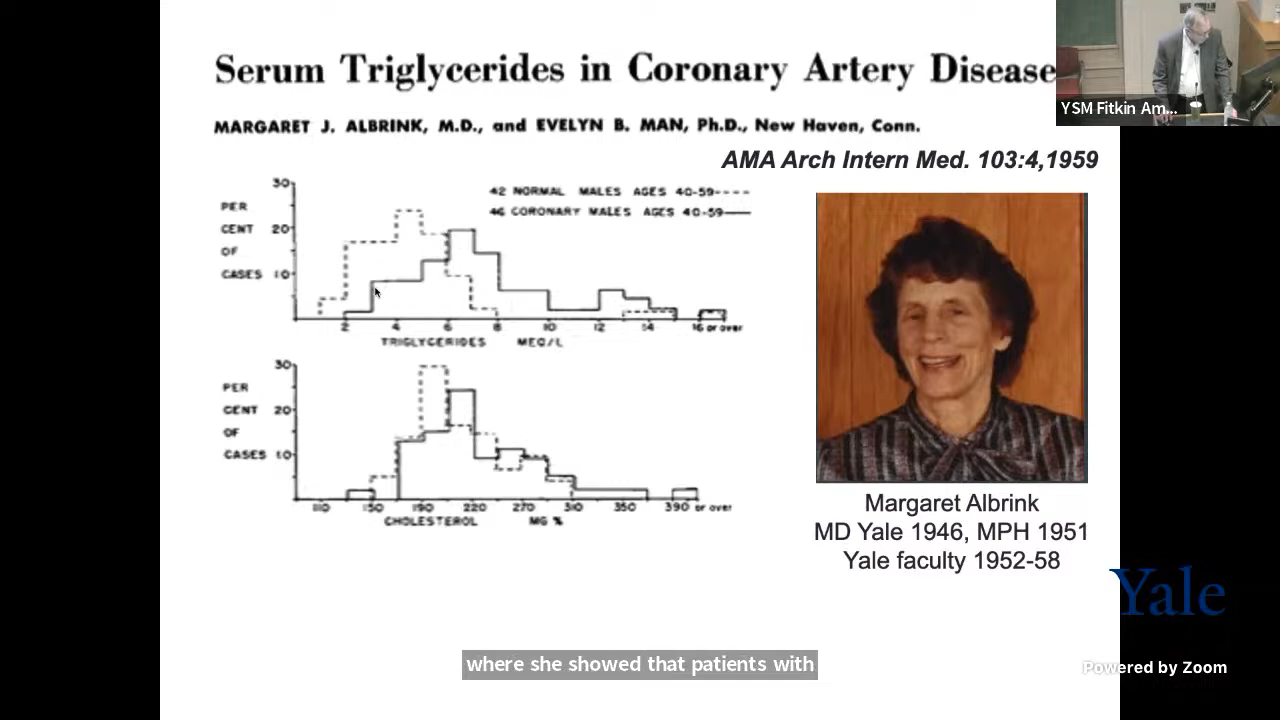 Serum Triglycerides in Coronary Artery Disease
YSM Fitkin Am...
MARGARET J. ALBRINK, M.D., and EVELYN B. MAN, Ph.D., New Haven, Conn.
AMA Arch Intern Med. 103:4,1959
42 NORMAL MALES AGES 40-59----
46 CORONARY MALES AGES 40-59——
30
PER
CENT 20
OF
CASES 10
2 4 6 8 10 12 14 16 or over
TRIGLYCERIDES MEQ/L
30
PER
CENT 20
OF
CASES 10
110 150 190 220 270 310 350 390 or over
CHOLESTEROL MG %
Margaret Albrink
MD Yale 1946, MPH 1951
Yale faculty 1952-58
Yale
where she showed that patients with
Powered by Zoom